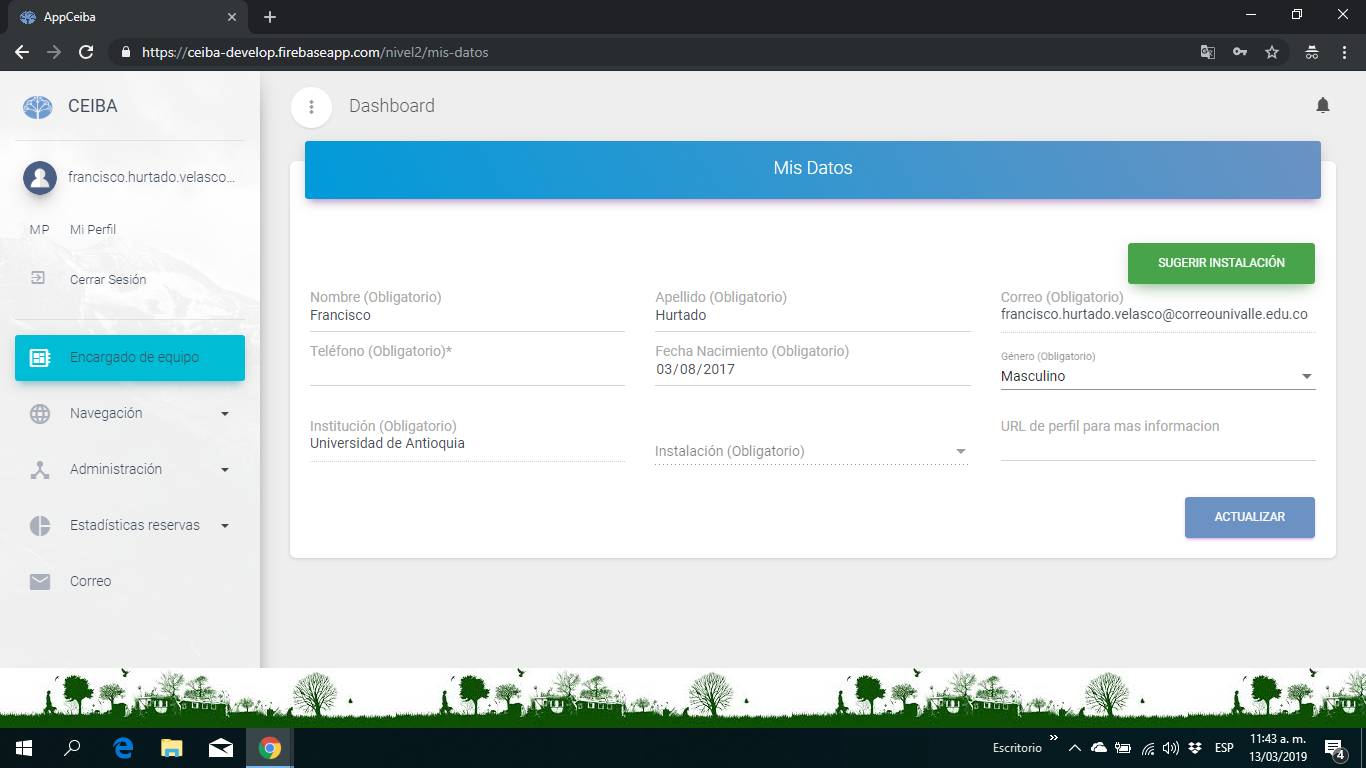 AppCeiba
https://ceiba-develop.firebaseapp.com/nivel2/mis-datos
CEIBA
francisco.hurtado.velasco...
MP Mi Perfil
Cerrar Sesión
Encargado de equipo
Navegación
Administración
Estadísticas reservas
Correo
Dashboard
Mis Datos
SUGERIR INSTALACIÓN
Nombre (Obligatorio)
Francisco
Apellido (Obligatorio)
Hurtado
Correo (Obligatorio)
francisco.hurtado.velasco@correounivalle.edu.co
Teléfono (Obligatorio)*
Fecha Nacimiento (Obligatorio)
03/08/2017
Género (Obligatorio)
Masculino
Institución (Obligatorio)
Universidad de Antioquia
Instalación (Obligatorio)
URL de perfil para mas informacion
ACTUALIZAR
Escritorio
ESP
11:43 a. m.
13/03/2019
4